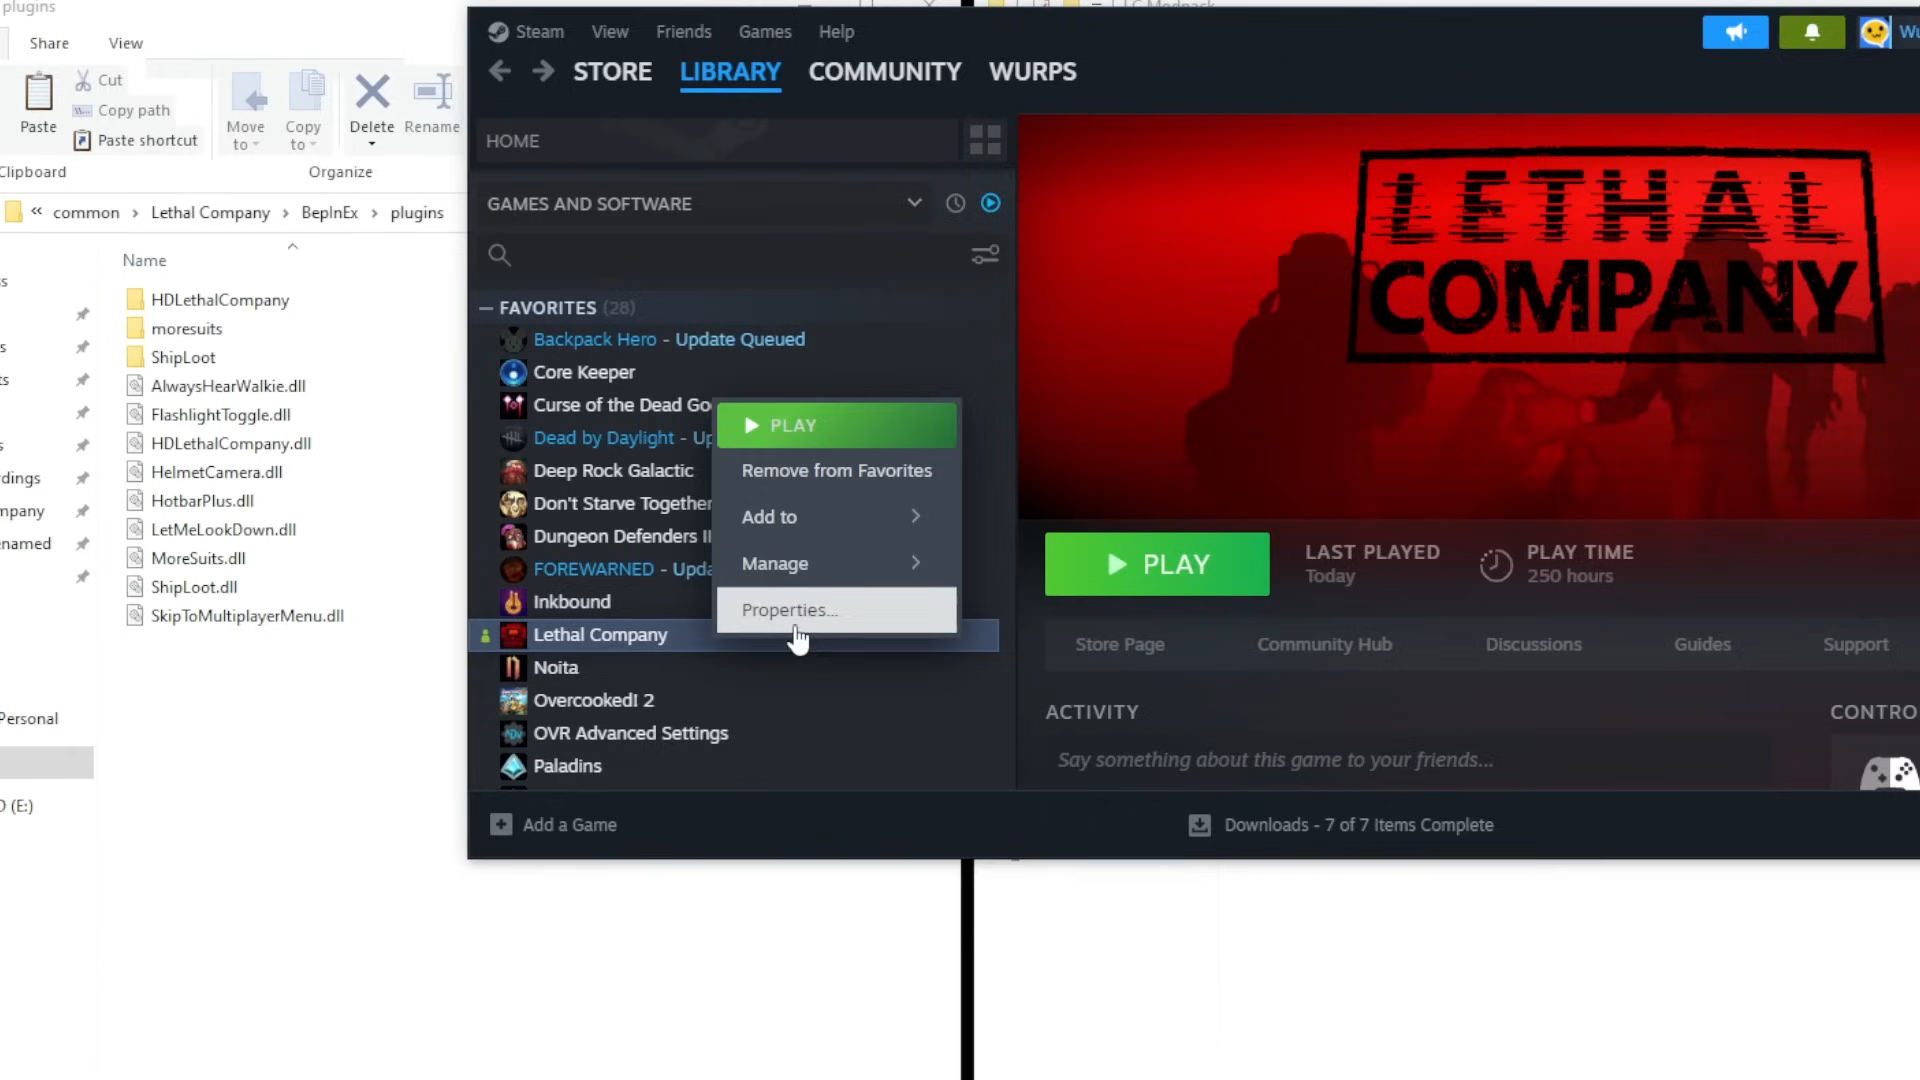 plugins
Share View
Paste
Cut
Copy path
Paste shortcut
Move to
Copy to
Delete
Rename
Clipboard
Organize
« common › Lethal Company › BepInEx › plugins
Name
HDLethalCompany
moresuits
ShipLoot
AlwaysHearWalkie.dll
FlashlightToggle.dll
HDLethalCompany.dll
HelmetCamera.dll
HotbarPlus.dll
LetMeLookDown.dll
MoreSuits.dll
ShipLoot.dll
SkipToMultiplayerMenu.dll
Personal
(E:)
LC Modpack
Steam View Friends Games Help
Wu
STORE LIBRARY COMMUNITY WURPS
HOME
GAMES AND SOFTWARE
— FAVORITES (28)
Backpack Hero - Update Queued
Core Keeper
Curse of the Dead Go
Dead by Daylight - Up
Deep Rock Galactic
Don't Starve Together
Dungeon Defenders II
FOREWARNED - Upda
Inkbound
Lethal Company
Noita
Overcooked! 2
OVR Advanced Settings
Paladins
PLAY
Remove from Favorites
Add to
Manage
Properties...
LETHAL
COMPANY
PLAY
LAST PLAYED
Today
PLAY TIME
250 hours
Store Page Community Hub Discussions Guides Support
ACTIVITY
CONTRO
Say something about this game to your friends...
Add a Game
Downloads - 7 of 7 Items Complete